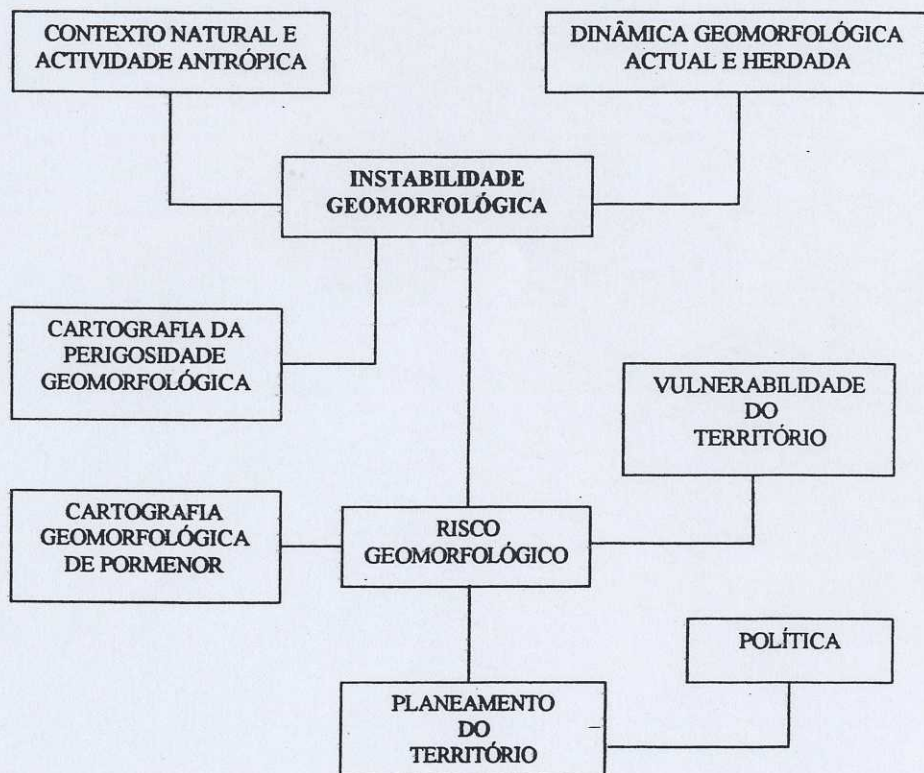 CONTEXTO NATURAL E
ACTIVIDADE ANTRÓPICA
DINÂMICA GEOMORFOLÓGICA
ACTUAL E HERDADA
INSTABILIDADE
GEOMORFOLÓGICA
CARTOGRAFIA DA
PERIGOSIDADE
GEOMORFOLÓGICA
VULNERABILIDADE
DO
TERRITÓRIO
CARTOGRAFIA
GEOMORFOLÓGICA
DE PORMENOR
RISCO
GEOMORFOLÓGICO
POLÍTICA
PLANEAMENTO
DO
TERRITÓRIO